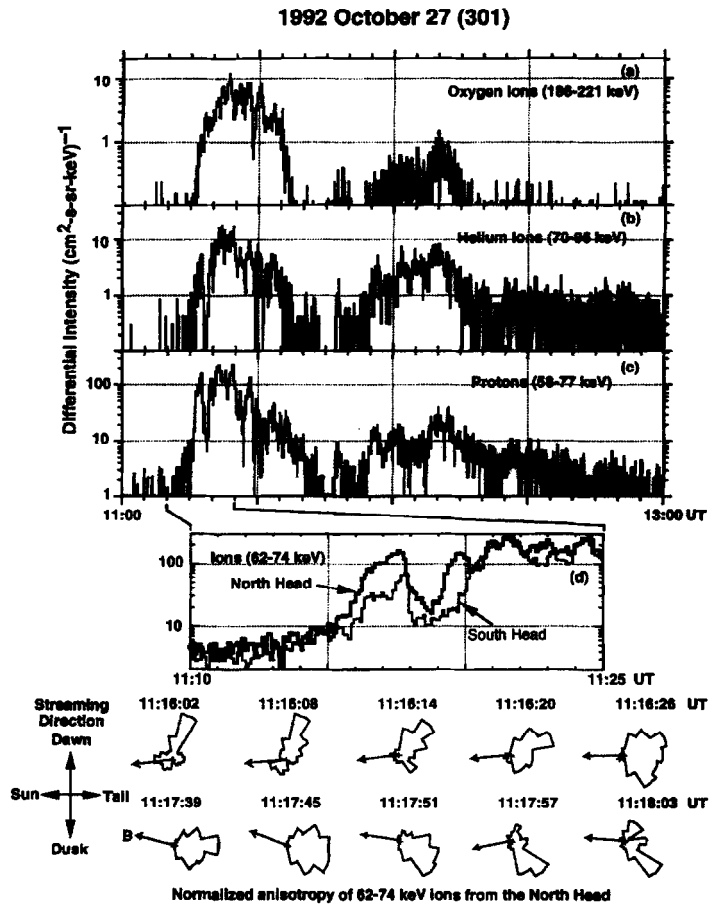 1992 October 27 (301)
Differential Intensity (cm2-s-sr-keV)−1
(a)
Oxygen Ions (186-221 keV)
10
1
(b)
Helium Ions (70-96 keV)
10
1
(c)
Protons (58-77 keV)
100
10
1
11:00
13:00 UT
Ions (62-74 keV)
(d)
North Head
South Head
100
10
11:10
11:25 UT
Streaming
Direction
Dawn
Sun
Tail
Dusk
11:16:02 11:16:08 11:16:14 11:16:20 11:16:26 UT
11:17:39 11:17:45 11:17:51 11:17:57 11:18:03 UT
B
Normalized anisotropy of 62-74 keV ions from the North Head